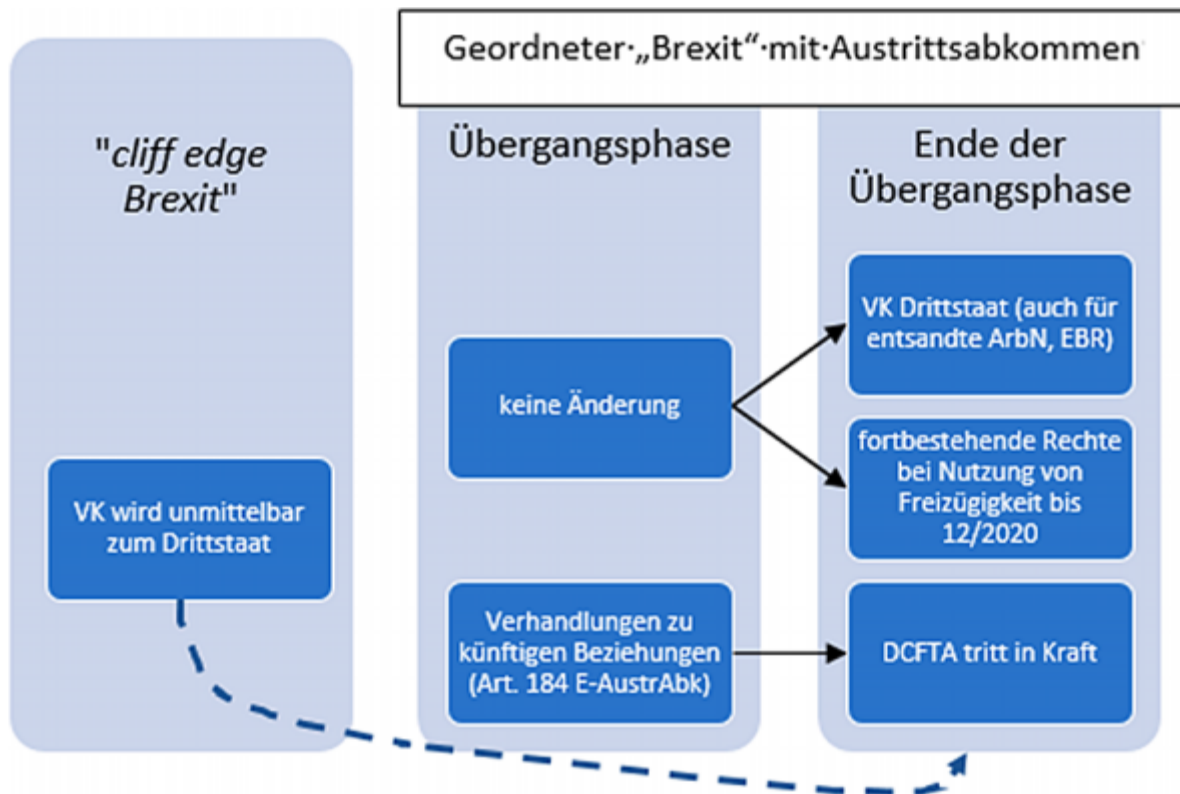 Geordneter·„Brexit“·mit·Austrittsabkommen
"cliff edge
Brexit"
VK wird unmittelbar
zum Drittstaat
Übergangsphase
keine Änderung
Verhandlungen zu
künftigen Beziehungen
(Art. 184 E-AustrAbk)
Ende der
Übergangsphase
VK Drittstaat (auch für
entsandte ArbN, EBR)
fortbestehende Rechte
bei Nutzung von
Freizügigkeit bis
12/2020
DCFTA tritt in Kraft